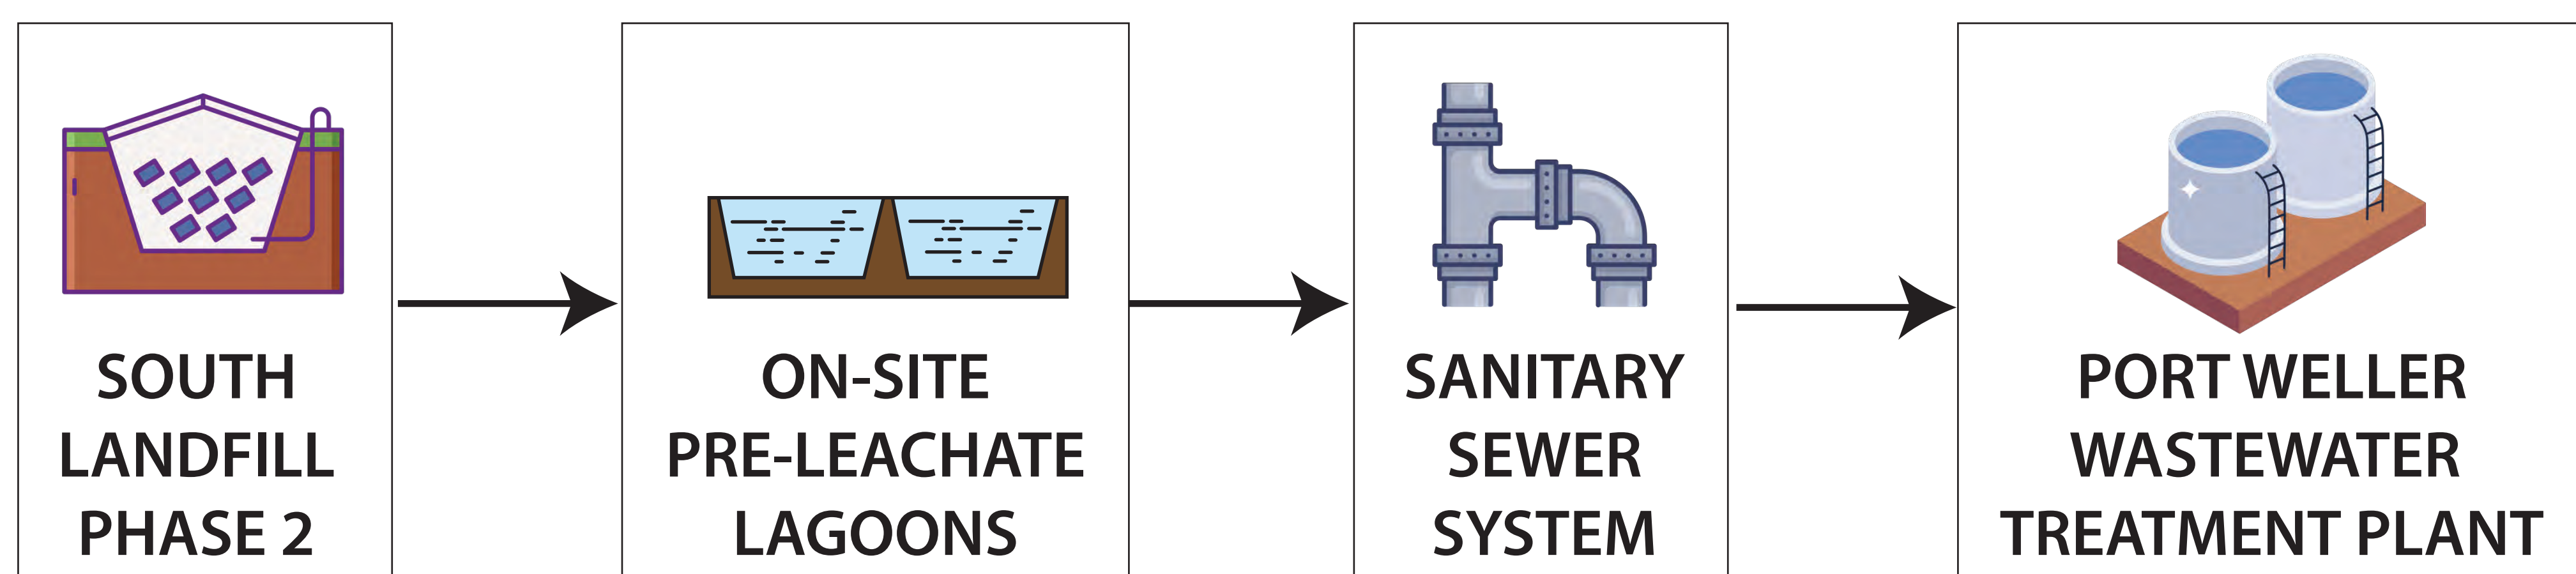 SOUTH
LANDFILL
PHASE 2
ON-SITE
PRE-LEACHATE
LAGOONS
SANITARY
SEWER
SYSTEM
PORT WELLER
WASTEWATER
TREATMENT PLANT